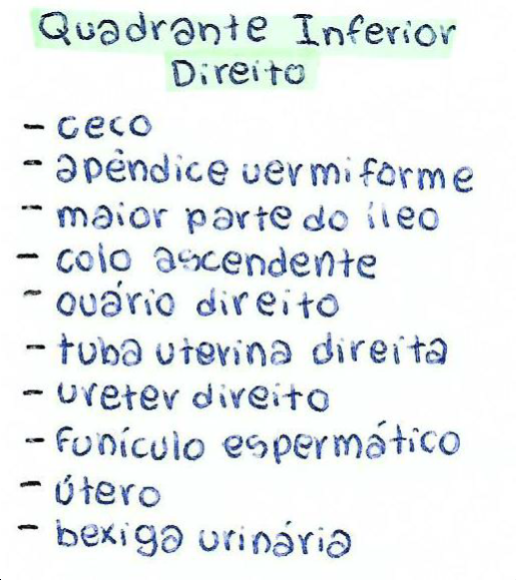 Quadrante Inferior
Direito
- ceco
- apêndice vermiforme
- maior parte do íleo
- colo ascendente
- ovário direito
- tuba uterina direita
- ureter direito
- funículo espermático
- útero
- bexiga urinária